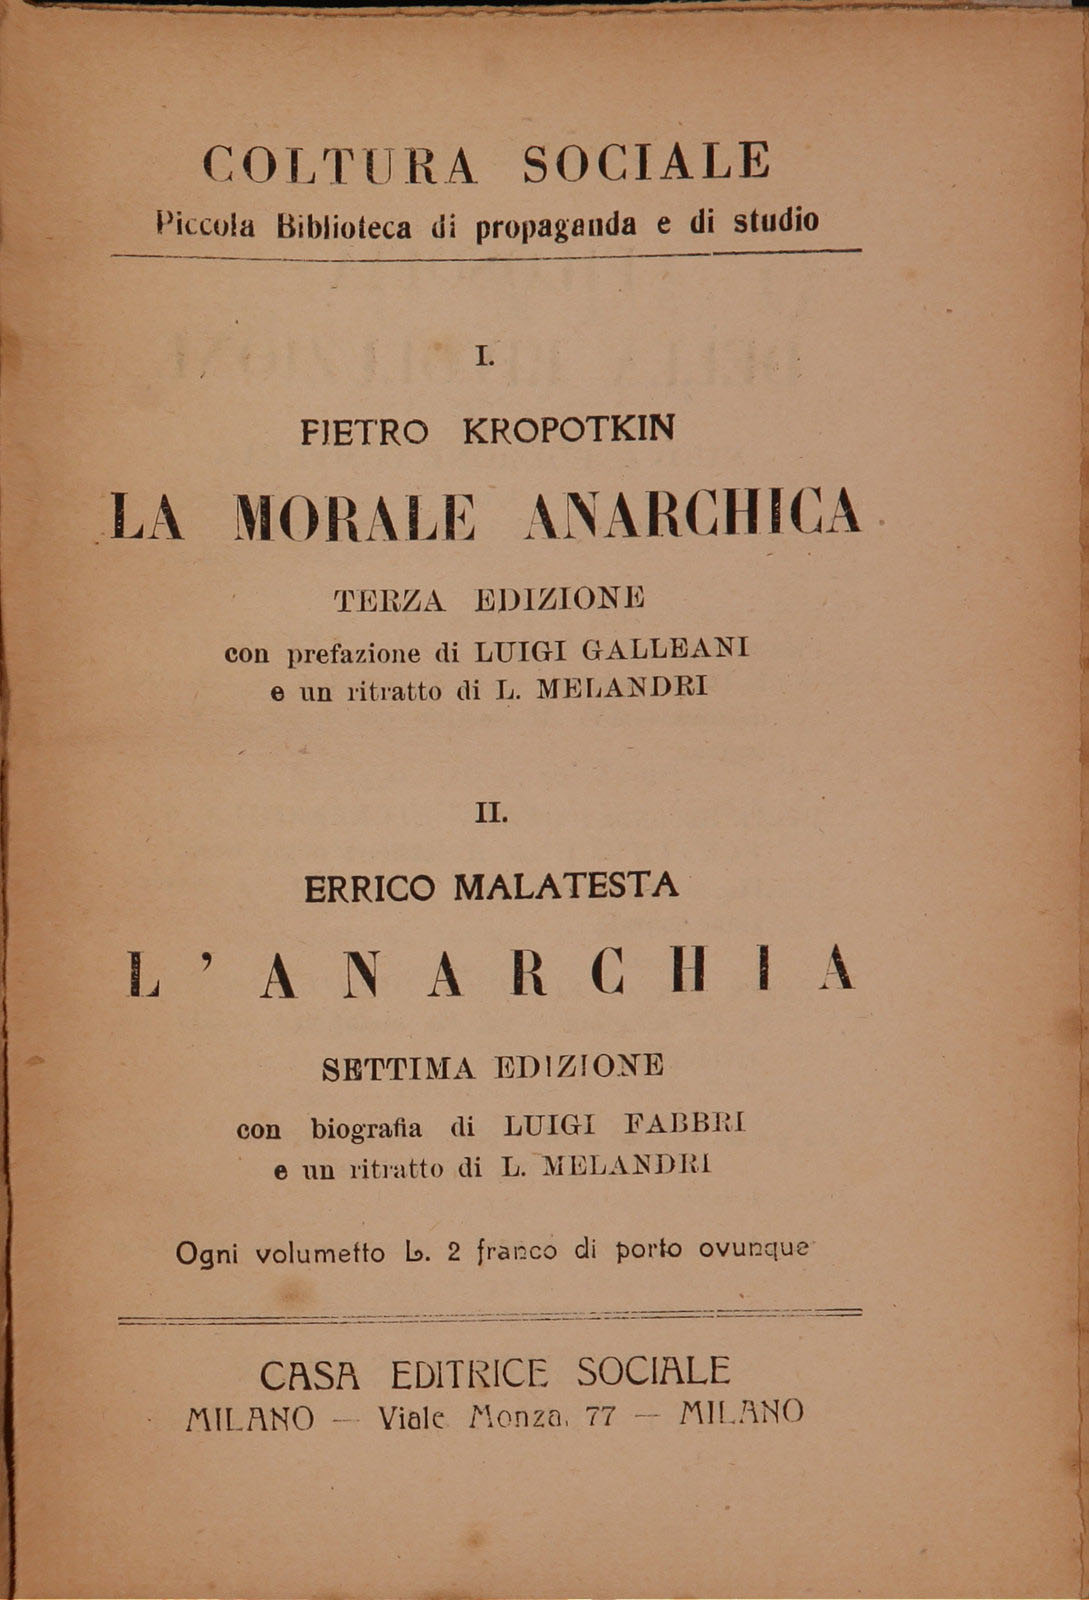 COLTURA SOCIALE
Piccola Biblioteca di propaganda e di studio
I.
PIETRO KROPOTKIN
LA MORALE ANARCHICA
TERZA EDIZIONE
con prefazione di LUIGI GALLEANI
e un ritratto di L. MELANDRI
II.
ERRICO MALATESTA
L'ANARCHIA
SETTIMA EDIZIONE
con biografia di LUIGI FABBRI
e un ritratto di L. MELANDRI
Ogni volumetto L. 2 franco di porto ovunque
CASA EDITRICE SOCIALE
MILANO — Viale Monza, 77 — MILANO